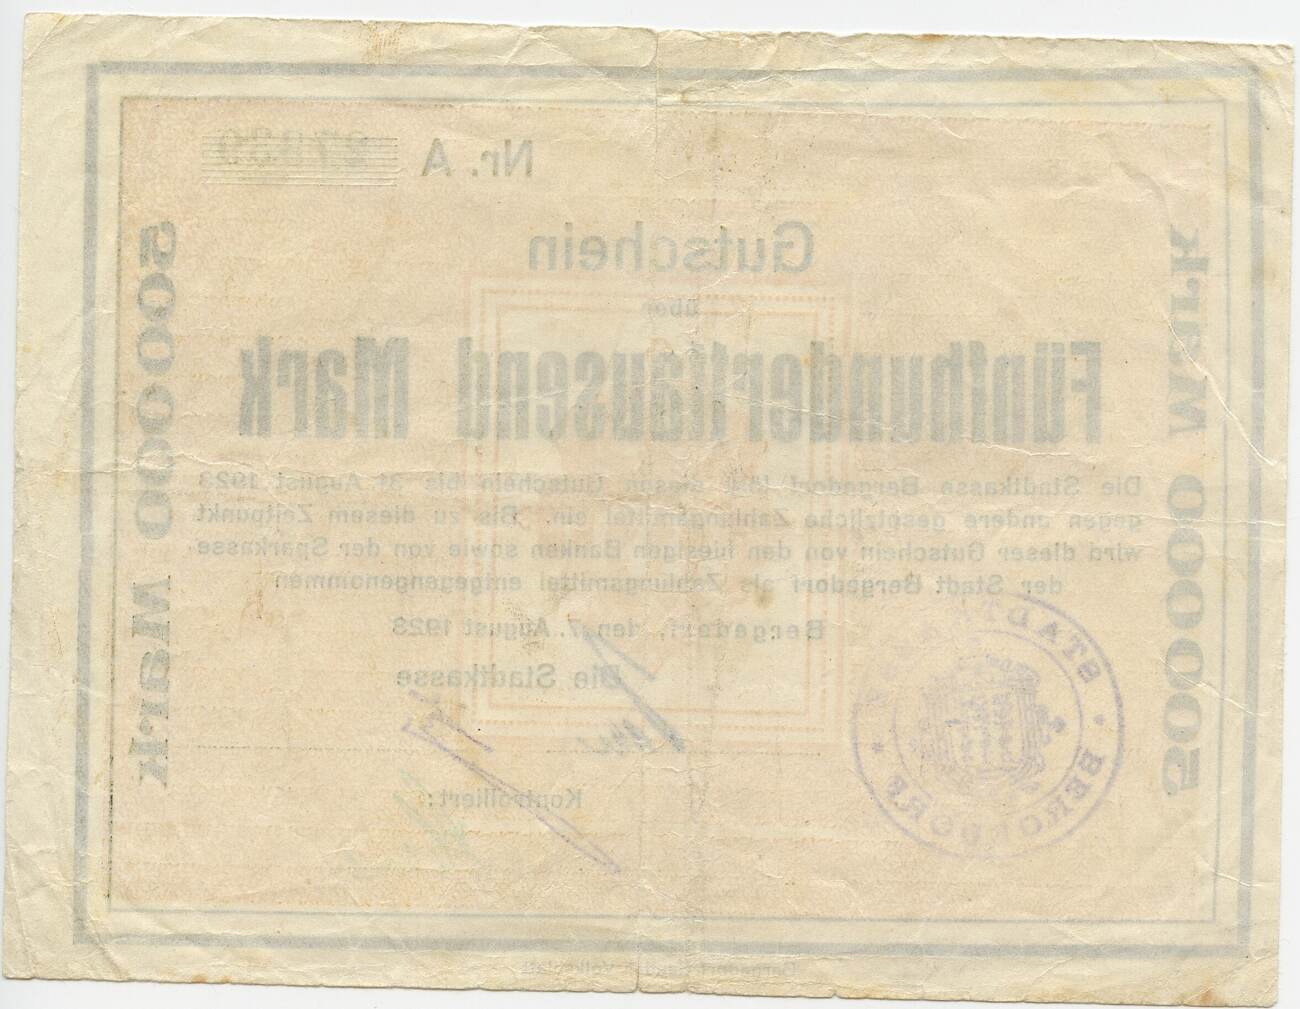 Nr. A
Gutschein
über
Fünfhunderttausend Mark
Die Stadtkasse Bergedorf löst diesen Gutschein bis 31. August 1923
gegen andere gesetzliche Zahlungsmittel ein. Bis zu diesem Zeitpunkt
wird dieser Gutschein von den hiesigen Banken sowie von der Sparkasse
der Stadt Bergedorf als Zahlungsmittel entgegengenommen
Bergedorf, den 7. August 1923
Die Stadtkasse
Kontrolliert:
500000 Mark
500000 Mark
BERGEDORF